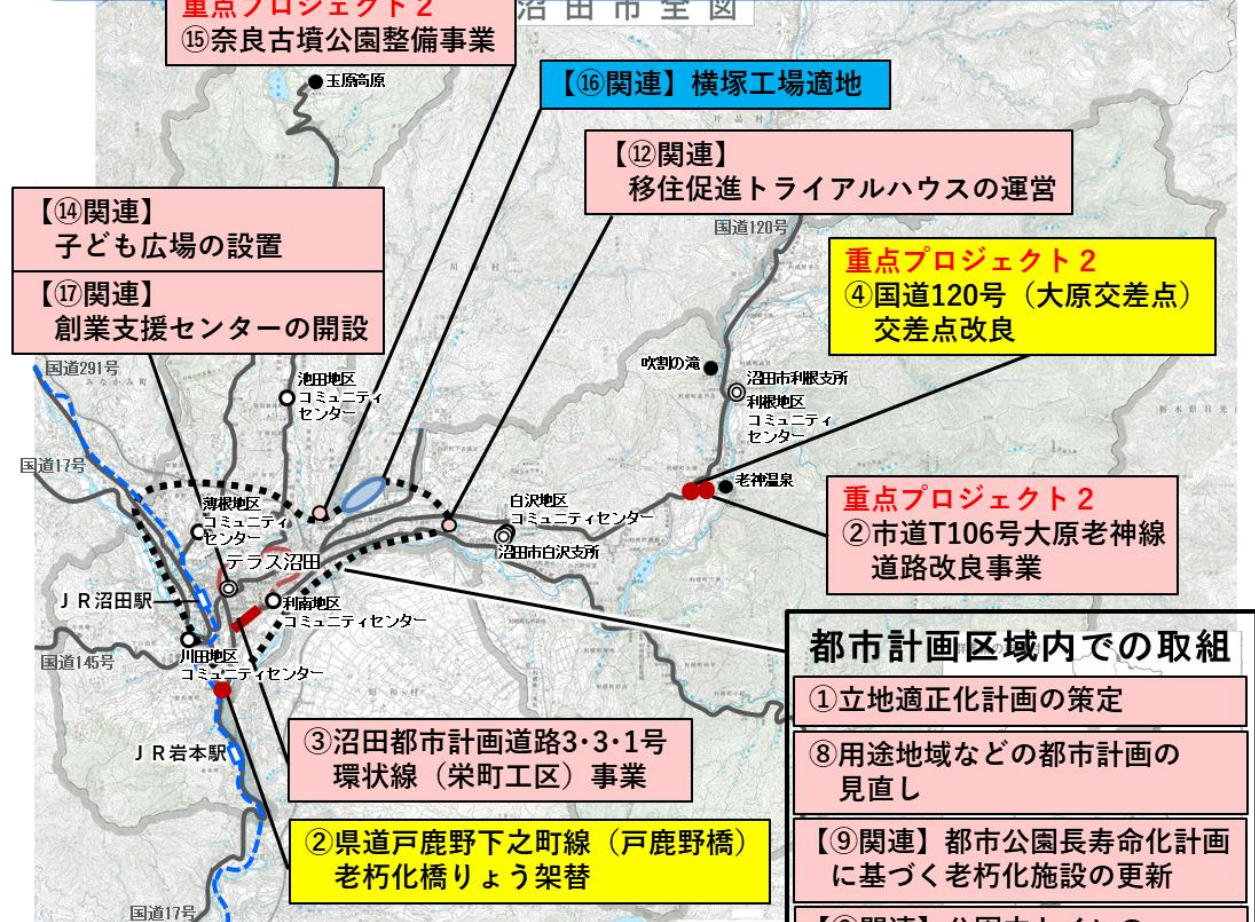 重点プロジェクト2
⑮奈良古墳公園整備事業
沼田市全図
玉原高原
【⑯関連】横塚工場適地
片品村
【⑫関連】
移住促進トライアルハウスの運営
【⑭関連】
子ども広場の設置
【⑰関連】
創業支援センターの開設
国道120号
川場村
重点プロジェクト2
④国道120号（大原交差点）
交差点改良
国道291号
みなかみ町
池田地区
コミュニティ
センター
吹割の滝
沼田市利根支所
利根地区
コミュニティ
センター
国道17号
老神温泉
薄根地区
コミュニティ
センター
白沢地区
コミュニティセンター
沼田市白沢支所
重点プロジェクト2
②市道T106号大原老神線
道路改良事業
テラス沼田
JR沼田駅
利南地区
コミュニティセンター
国道145号
川田地区
コミュニティセンター
昭和村
都市計画区域内での取組
①立地適正化計画の策定
⑧用途地域などの都市計画の
見直し
【⑨関連】都市公園長寿命化計画
に基づく老朽化施設の更新
JR岩本駅
③沼田都市計画道路3･3･1号
環状線（栄町工区）事業
②県道戸鹿野下之町線（戸鹿野橋）
老朽化橋りょう架替
国道17号